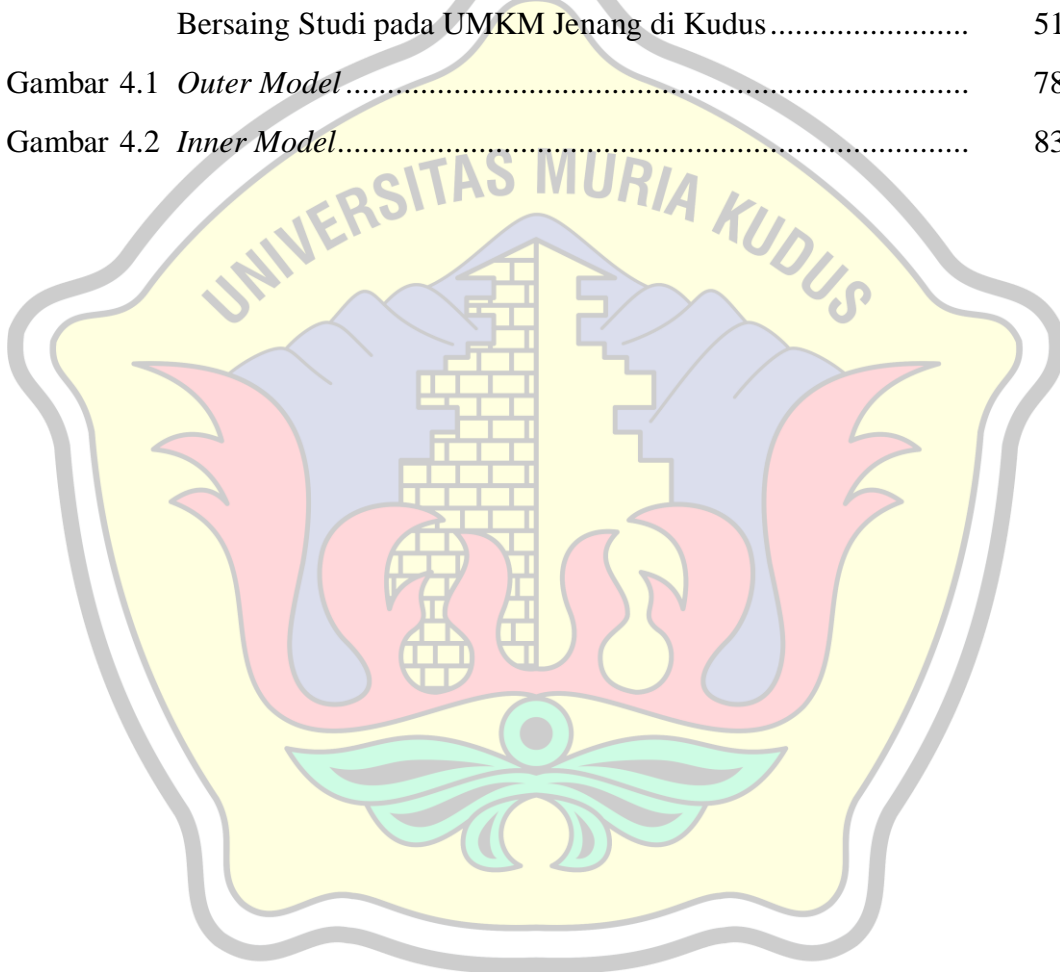 Bersaing Studi pada UMKM Jenang di Kudus....................... 51
Gambar 4.1 Outer Model.......................................................................... 78
Gambar 4.2 Inner Model........................................................................... 83
UNIVERSITAS MURIA KUDUS